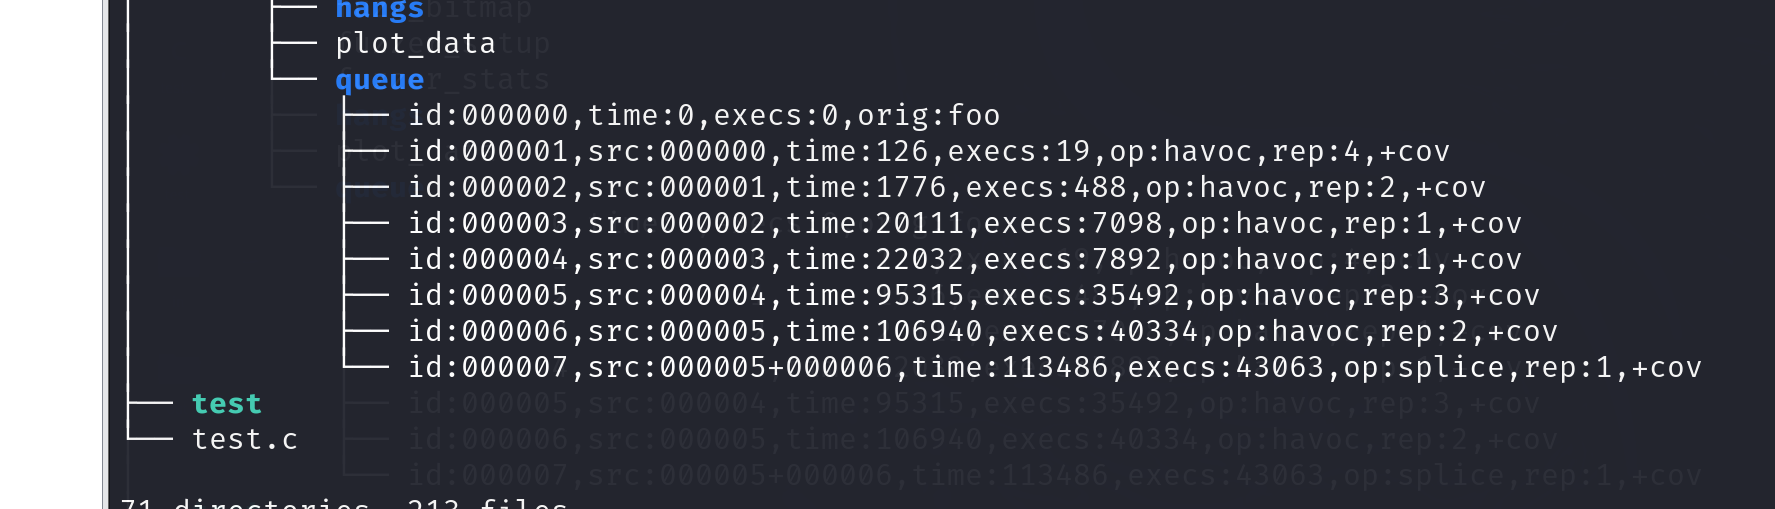 hangs
plot_data
queue
id:000000,time:0,execs:0,orig:foo
id:000001,src:000000,time:126,execs:19,op:havoc,rep:4,+cov
id:000002,src:000001,time:1776,execs:488,op:havoc,rep:2,+cov
id:000003,src:000002,time:20111,execs:7098,op:havoc,rep:1,+cov
id:000004,src:000003,time:22032,execs:7892,op:havoc,rep:1,+cov
id:000005,src:000004,time:95315,execs:35492,op:havoc,rep:3,+cov
id:000006,src:000005,time:106940,execs:40334,op:havoc,rep:2,+cov
id:000007,src:000005+000006,time:113486,execs:43063,op:splice,rep:1,+cov
test
test.c
71 directories, 213 files